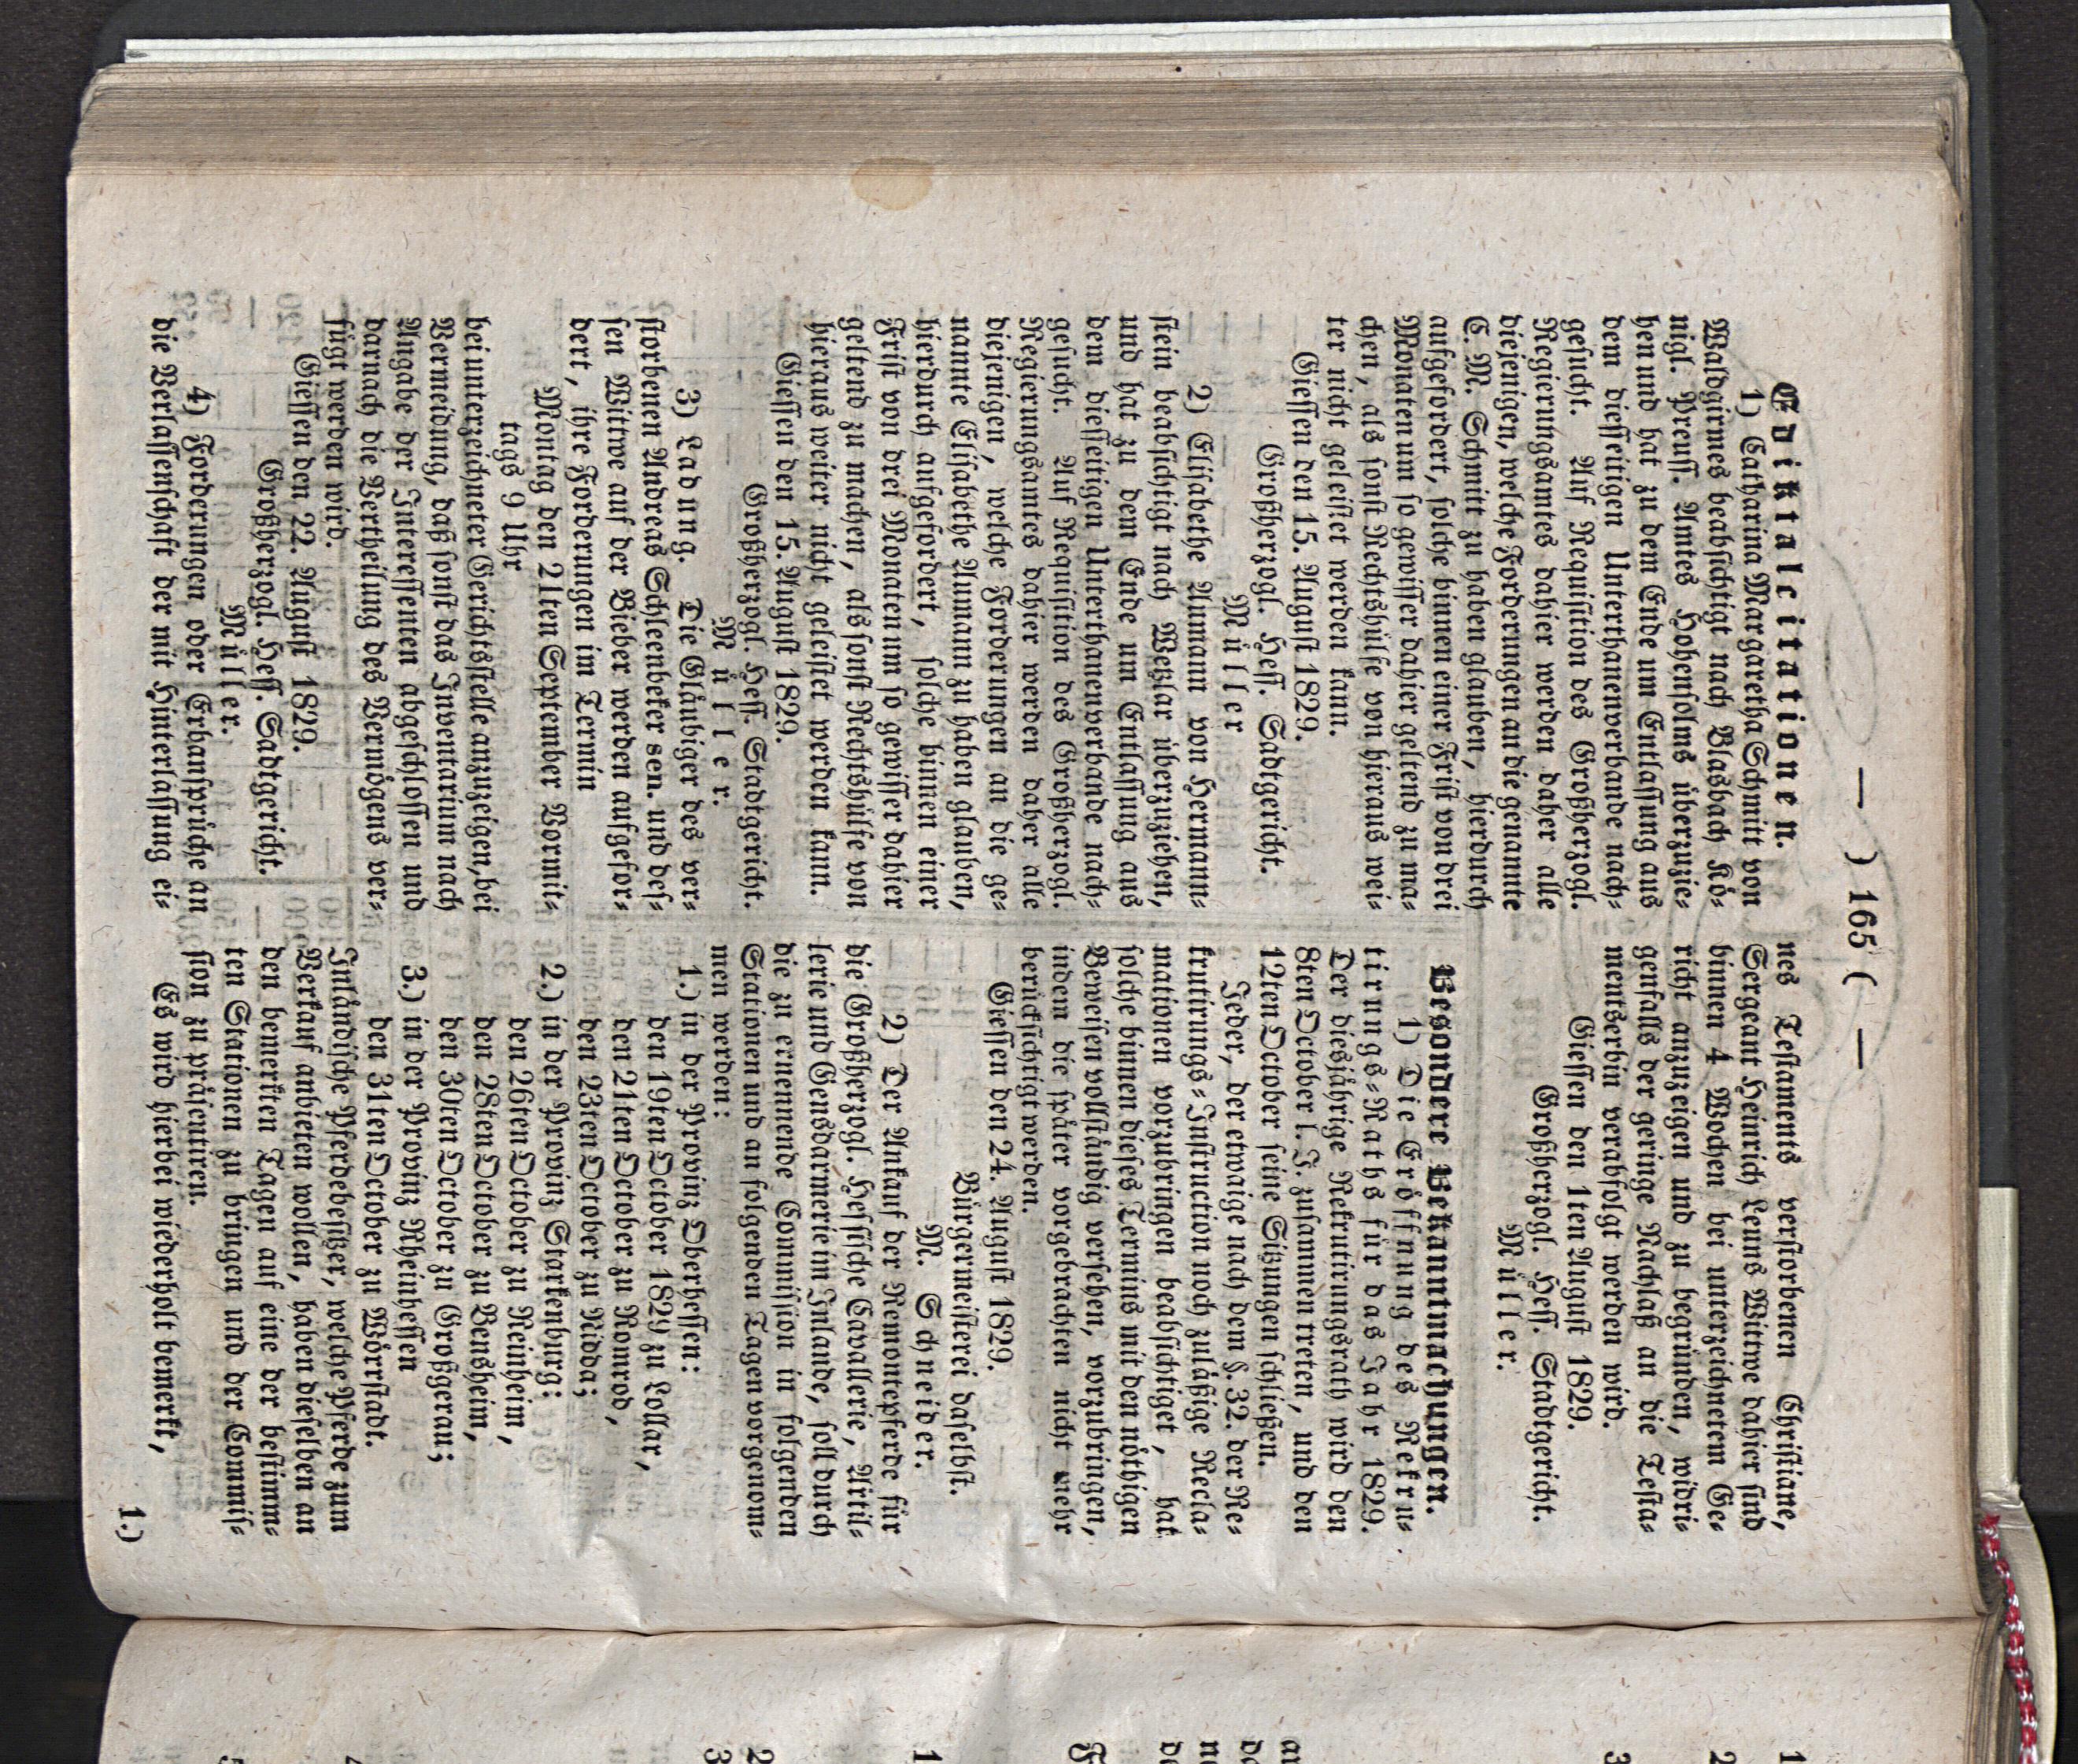 — ) 165 ( —
Ediktalcitationen.
1) Catharina Margaretha Schmitt von
Waldgirmes beabsichtigt nach Blasbach Kö-
nigl. Preuss. Amtes Hohensolms überzuzie-
hen und hat zu dem Ende um Entlassung aus
dem diesseitigen Unterthanenverbande nach-
gesucht. Auf Requisition des Großherzogl.
Regierungsamtes dahier werden daher alle
diejenigen, welche Forderungen an die genannte
C. M. Schmitt zu haben glauben, hierdurch
aufgefordert, solche binnen einer Frist von drei
Monaten um so gewisser dahier geltend zu ma-
chen, als sonst Rechtshülfe von hieraus wei-
ter nicht geleistet werden kann.
Giessen den 15. August 1829.
Großherzogl. Hess. Sadtgericht.
Müller
2) Elisabethe Aumann von Hermann-
stein beabsichtigt nach Wetzlar überzuziehen,
und hat zu dem Ende um Entlassung aus
dem diesseitigen Unterthanenverbande nach-
gesucht. Auf Requisition des Großherzogl.
Regierungsamtes dahier werden daher alle
diejenigen, welche Forderungen an die ge-
nannte Elisabethe Aumann zu haben glauben,
hierdurch aufgefordert, solche binnen einer
Frist von drei Monaten um so gewisser dahier
geltend zu machen, als sonst Rechtshülfe von
hieraus weiter nicht geleistet werden kann.
Giessen den 15. August 1829.
Großherzogl. Hess. Stadtgericht.
Müller.
3) Ladung. Die Gläubiger des ver-
storbenen Andreas Schleenbeker sen. und des-
sen Wittwe auf der Bieber werden aufgefor-
dert, ihre Forderungen im Termin
Montag den 21ten September Vormit-
tags 9 Uhr
bei unterzeichneter Gerichtsstelle anzuzeigen, bei
Vermeidung, daß sonst das Inventarium nach
Angabe der Interessenten abgeschlossen und
darnach die Vertheilung des Vermögens ver-
fügt werden wird.
Giessen den 22. August 1829.
Großherzogl. Hess. Sadtgericht.
Müller.
4) Forderungen oder Erbansprüche an
die Verlassenschaft der mit Hinterlassung ei-
nes Testaments verstorbenen Christiane,
Sergeant Heinrich Leuns Wittwe dahier sind
binnen 4 Wochen bei unterzeichnetem Ge-
richt anzuzeigen und zu begründen, widri-
genfalls der geringe Nachlaß an die Testa-
mentserbin verabfolgt werden wird.
Giessen den 1ten August 1829.
Großherzogl. Hess. Stadtgericht.
Müller.
Besondere Bekanntmachungen.
1) Die Eröffnung des Rekru-
tirungs-Raths für das Jahr 1829.
Der diesjährige Rekrutirungsrath wird den
8ten October l. J. zusammentreten, und den
12ten October seine Sitzungen schließen.
Jeder, der etwaige nach dem §. 32. der Re-
krutirungs-Instruction noch zuläßige Recla-
mationen vorzubringen beabsichtiget, hat
solche binnen dieses Termins mit den nöthigen
Beweisen vollständig versehen, vorzubringen,
indem die später vorgebrachten nicht mehr
berücksichtigt werden.
Giessen den 24. August 1829.
Bürgermeisterei daselbst.
M. Schneider.
2) Der Ankauf der Remontepferde für
die Großherzogl. Hessische Cavallerie, Artil-
lerie und Gensdarmerie im Inlande, soll durch
die zu ernennende Commission in folgenden
Stationen und an folgenden Tagen vorgenom-
men werden:
1.) in der Provinz Oberhessen:
den 19ten October 1829 zu Lollar,
den 21ten October zu Romrod,
den 23ten October zu Nidda;
2.) in der Provinz Starkenburg:
den 26ten October zu Reinheim,
den 28ten October zu Bensheim,
den 30ten October zu Großgerau;
3.) in der Provinz Rheinhessen
den 31ten October zu Wörrstadt.
Inländische Pferdebesitzer, welche Pferde zum
Verkauf anbieten wollen, haben dieselben an
den bemerkten Tagen auf eine der bestimm-
ten Stationen zu bringen und der Commis-
sion zu präsentiren.
Es wird hierbei wiederholt bemerkt,
1.)